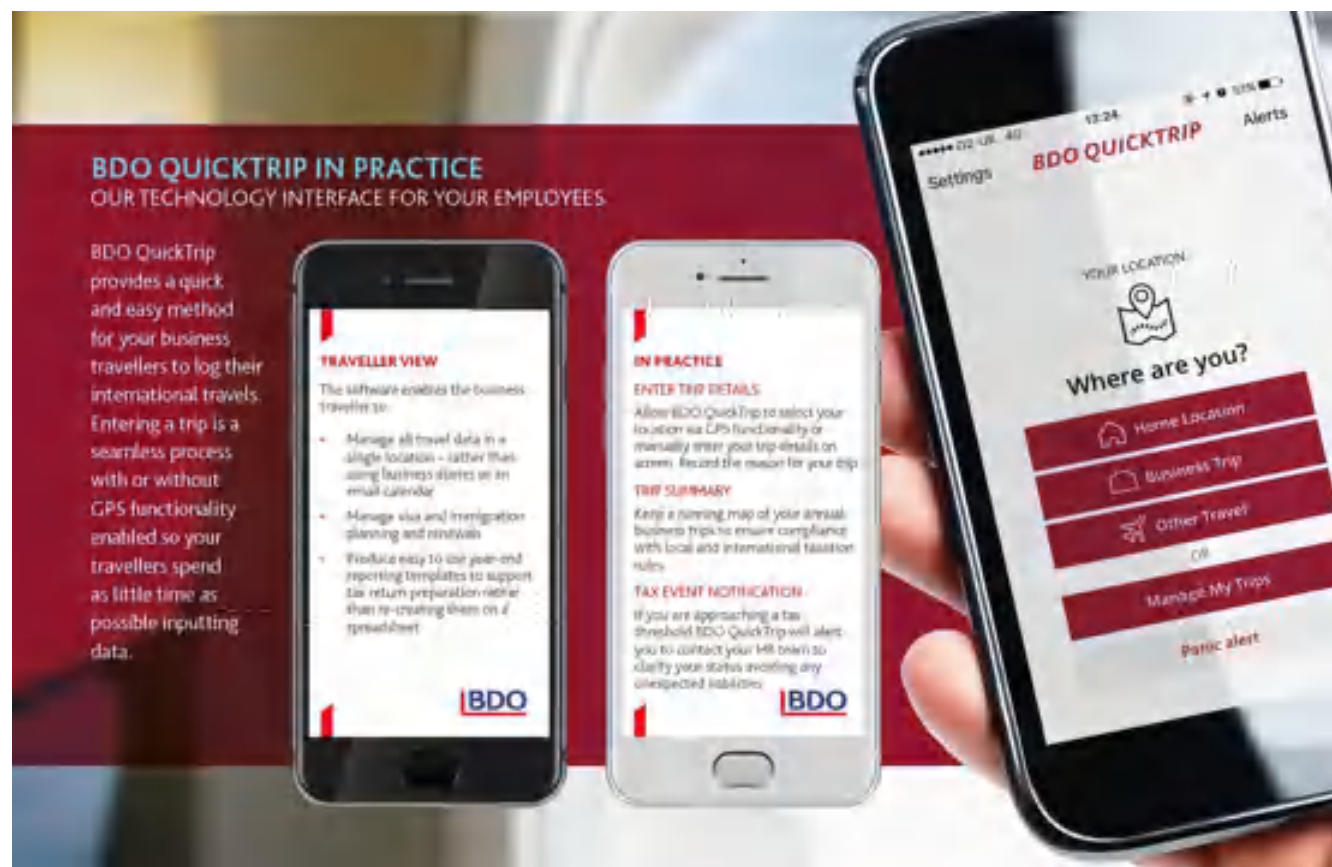 BDO QUICKTRIP IN PRACTICE
OUR TECHNOLOGY INTERFACE FOR YOUR EMPLOYEES
BDO QuickTrip
provides a quick
and easy method
for your business
travellers to log their
international travels.
Entering a trip is a
seamless process
with or without
GPS functionality
enabled so your
travellers spend
as little time as
possible inputting
data.
TRAVELLER VIEW
The software enables the business
traveller to:
• Manage all travel data in a
single location – rather than
using business diaries or an
email calendar
• Manage visa and immigration
planning and renewals
• Produce easy to use year-end
reporting templates to support
tax return preparation rather
than re-creating them on a
spreadsheet
BDO
IN PRACTICE
ENTER TRIP DETAILS
Allow BDO QuickTrip to select your
location via GPS functionality or
manually enter your trip details on
screen. Record the reason for your trip
TRIP SUMMARY
Keep a running map of your annual
business trips to ensure compliance
with local and international taxation
rules
TAX EVENT NOTIFICATION
If you are approaching a tax
threshold BDO QuickTrip will alert
you to contact your HR team to
clarify your status avoiding any
unexpected liabilities
BDO
O2-UK 4G 13:24
Settings BDO QUICKTRIP Alerts
YOUR LOCATION
Where are you?
Home Location
Business Trip
Other Travel
OR
Manage My Trips
Panic alert